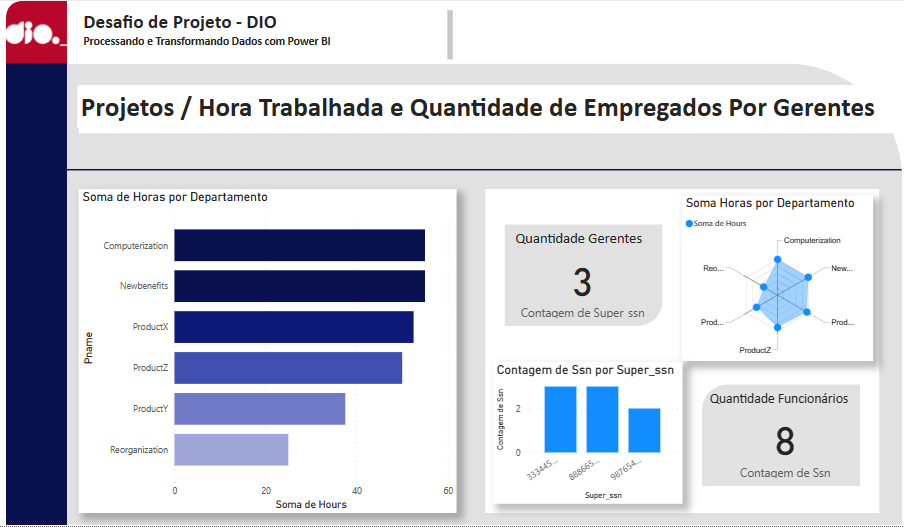 dio.
Desafio de Projeto - DIO
Processando e Transformando Dados com Power BI
Projetos / Hora Trabalhada e Quantidade de Empregados Por Gerentes
Soma de Horas por Departamento
Pname
Computerization
Newbenefits
ProductX
ProductZ
ProductY
Reorganization
0
20
40
60
Soma de Hours
Quantidade Gerentes
3
Contagem de Super_ssn
Soma Horas por Departamento
Soma de Hours
Computerization
New...
Prod...
ProductZ
Prod...
Reo...
Contagem de Ssn por Super_ssn
Contagem de Ssn
2
0
333445...
888665...
987654...
Super_ssn
Quantidade Funcionários
8
Contagem de Ssn